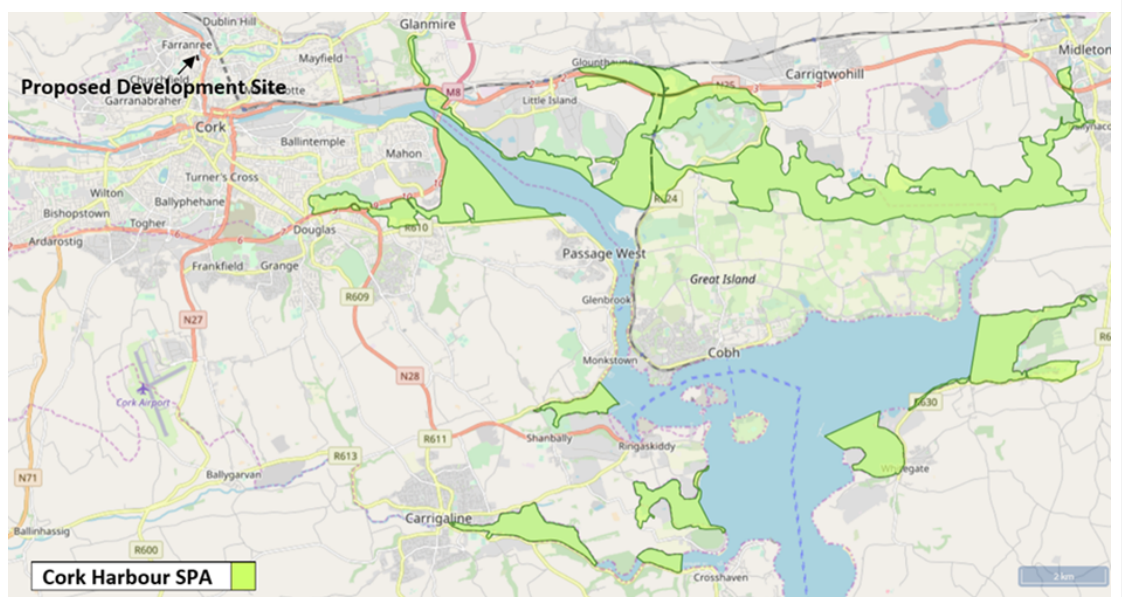 Dublin Hill
Glanmire
Farranree
Mayfield
Midleton
Churchfield
Carrigtwohill
Proposed Development Site
N25
Garranabraher
M8
Little Island
Cork
Ballintemple
Mahon
Turner's Cross
Wilton
Ballyphehane
Bishopstown
Togher
Douglas
R610
Ardarostig
Passage West
Frankfield
Grange
Great Island
R609
Glenbrook
N27
Cobh
Monkstown
N28
Cork Airport
R630
R611
Shanbally
Ringaskiddy
R613
Ballygarvan
Whitegate
N71
Carrigaline
Ballinhassig
R600
Cork Harbour SPA
Crosshaven
2 km